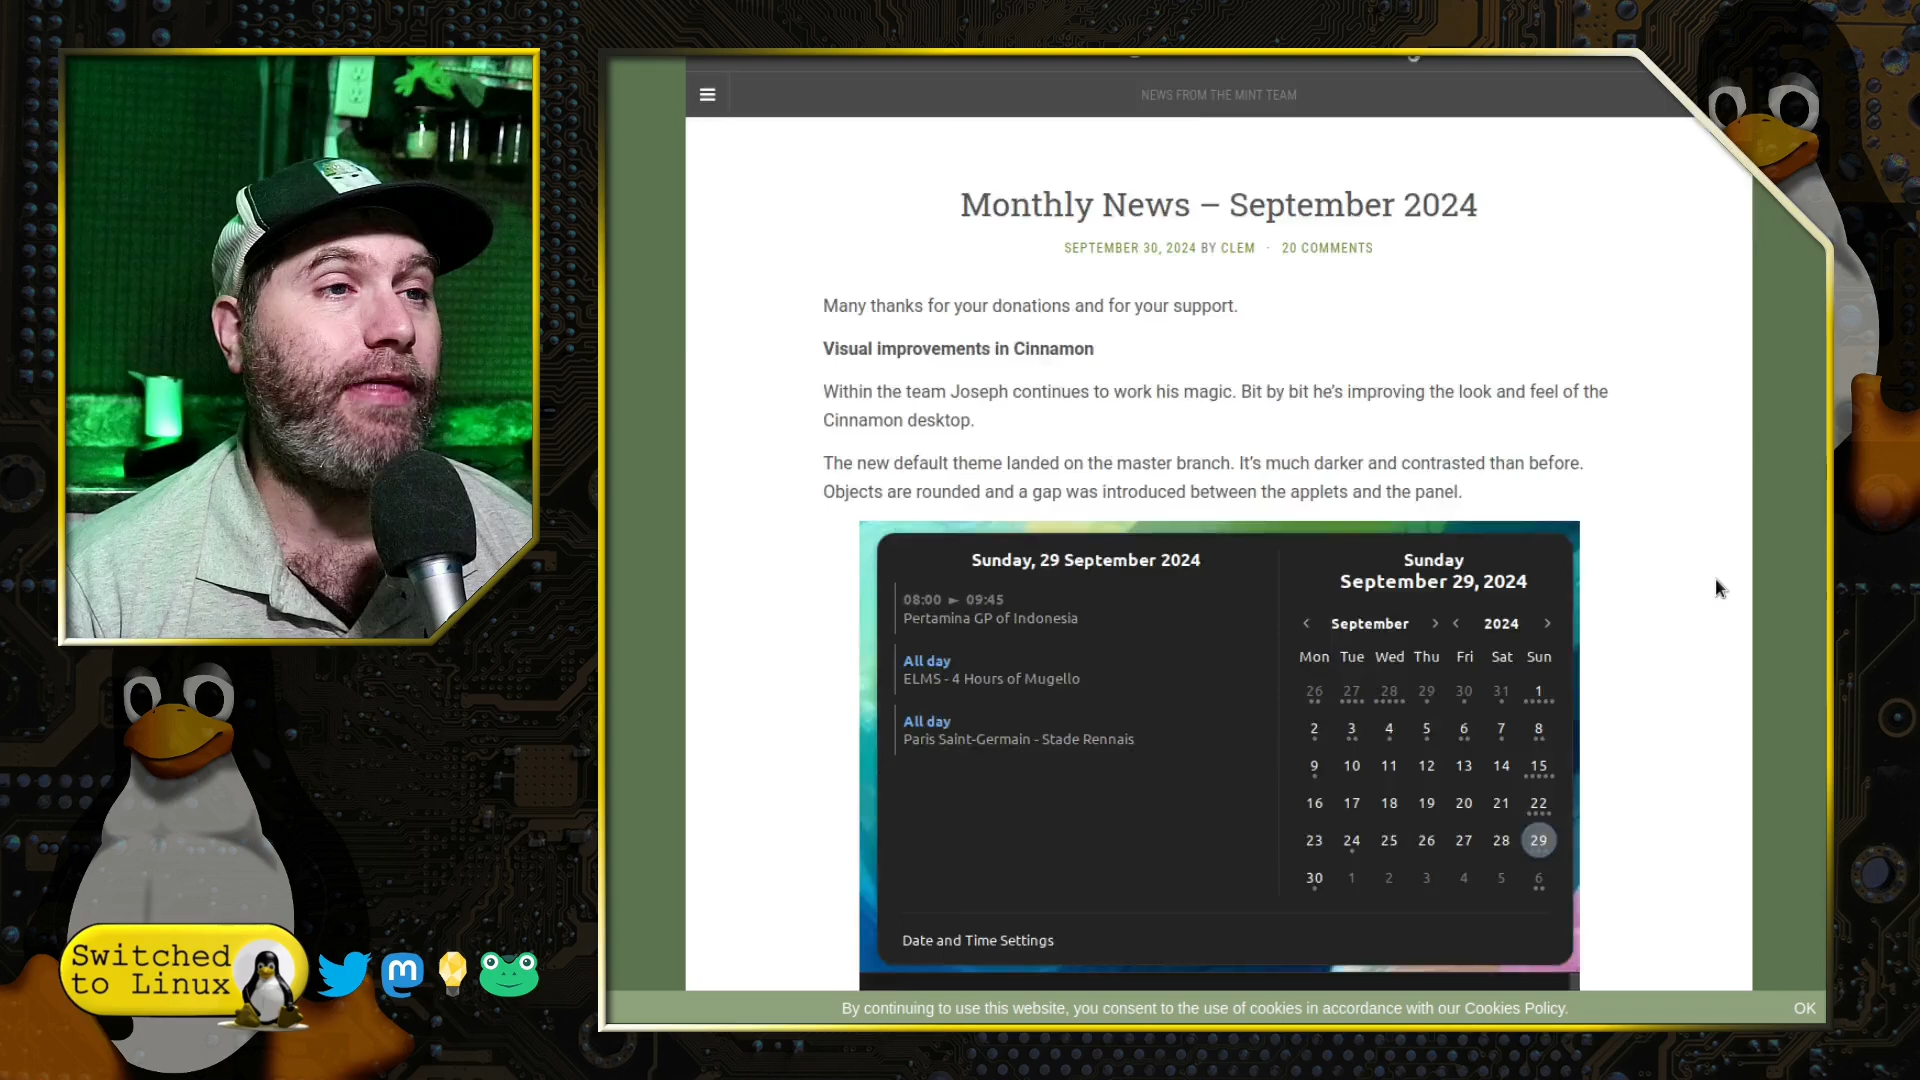 NEWS FROM THE MINT TEAM
Monthly News – September 2024
SEPTEMBER 30, 2024 BY CLEM · 20 COMMENTS
Many thanks for your donations and for your support.
Visual improvements in Cinnamon
Within the team Joseph continues to work his magic. Bit by bit he’s improving the look and feel of the
Cinnamon desktop.
The new default theme landed on the master branch. It’s much darker and contrasted than before.
Objects are rounded and a gap was introduced between the applets and the panel.
Sunday, 29 September 2024
08:00 ► 09:45
Pertamina GP of Indonesia
All day
ELMS - 4 Hours of Mugello
All day
Paris Saint-Germain - Stade Rennais
Date and Time Settings
Sunday
September 29, 2024
‹ September › ‹ 2024 ›
Mon Tue Wed Thu Fri Sat Sun
26 27 28 29 30 31 1
2 3 4 5 6 7 8
9 10 11 12 13 14 15
16 17 18 19 20 21 22
23 24 25 26 27 28 29
30 1 2 3 4 5 6
By continuing to use this website, you consent to the use of cookies in accordance with our Cookies Policy.
OK
Switched
to Linux